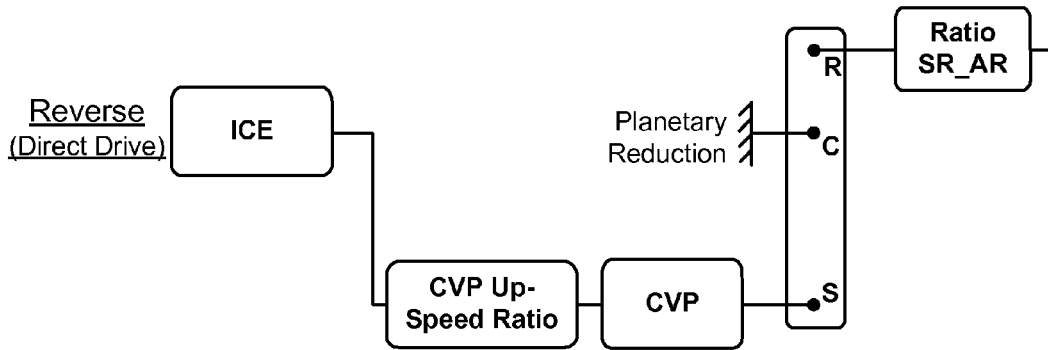 Reverse
(Direct Drive)
ICE
CVP Up-
Speed Ratio
CVP
Planetary
Reduction
R
C
S
Ratio
SR_AR